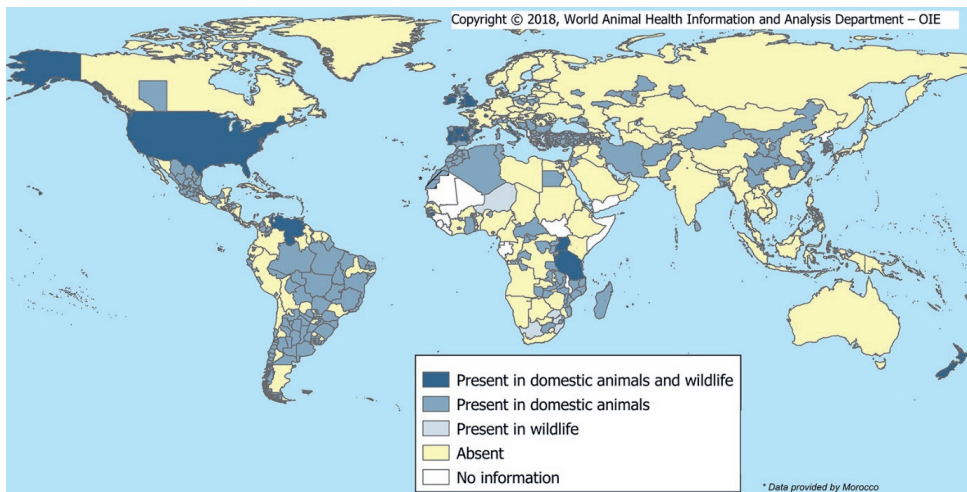 Copyright © 2018, World Animal Health Information and Analysis Department – OIE
*
Present in domestic animals and wildlife
Present in domestic animals
Present in wildlife
Absent
No information
* Data provided by Morocco